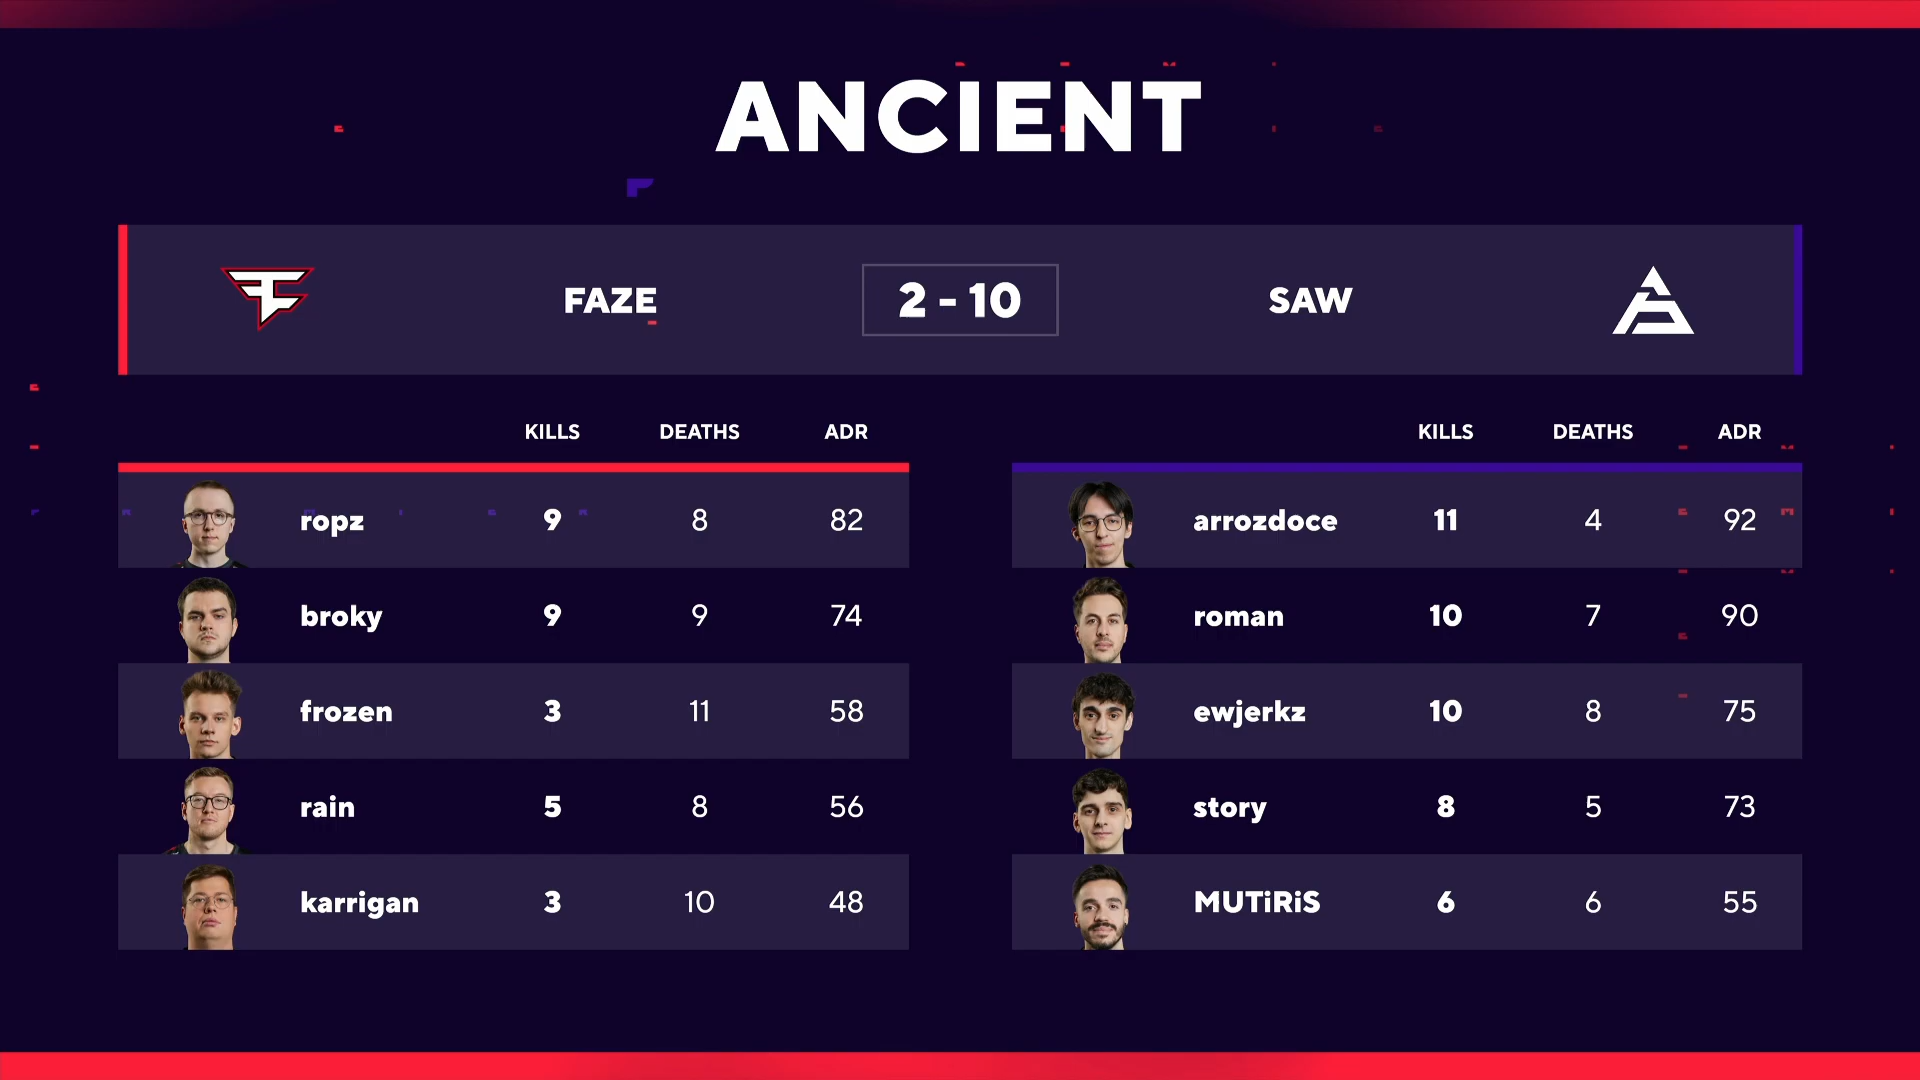 ANCIENT
FAZE 2 - 10 SAW
KILLS DEATHS ADR
ropz 9 8 82
broky 9 9 74
frozen 3 11 58
rain 5 8 56
karrigan 3 10 48
KILLS DEATHS ADR
arrozdoce 11 4 92
roman 10 7 90
ewjerkz 10 8 75
story 8 5 73
MUTiRiS 6 6 55